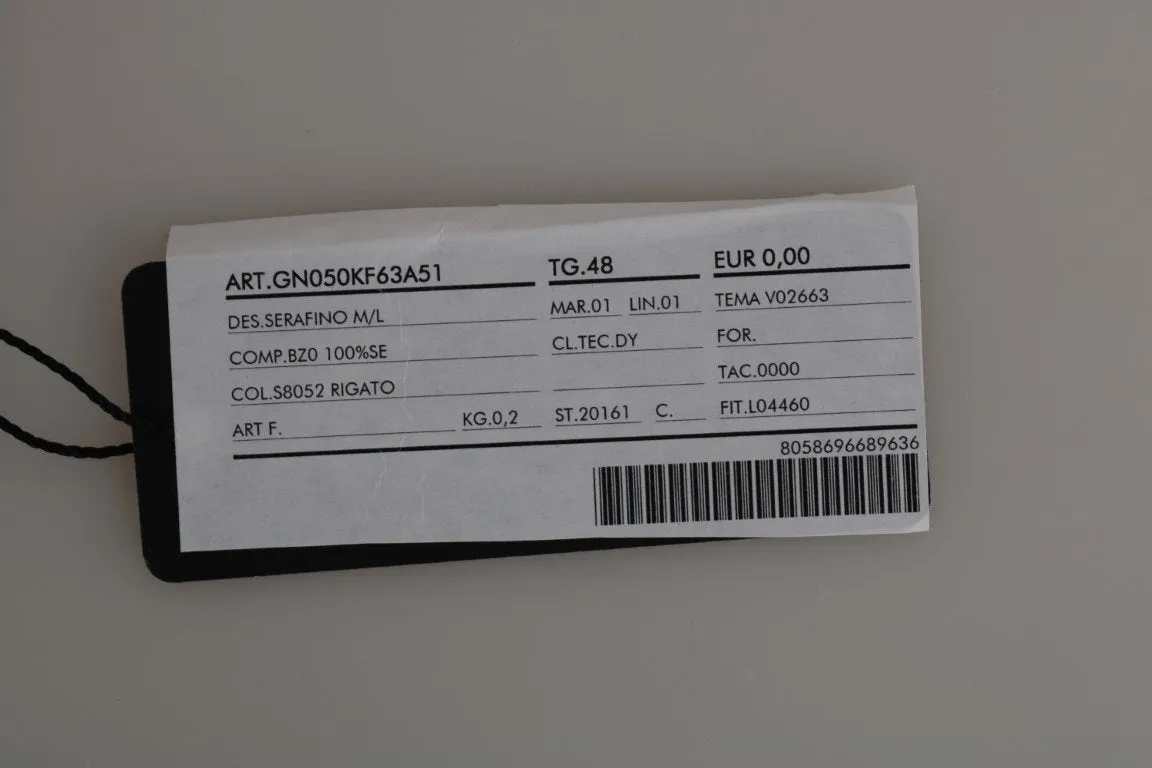 ART.GN050KF63A51 TG.48 EUR 0,00
DES.SERAFINO M/L MAR.01 LIN.01 TEMA V02663
COMP.BZ0 100%SE CL.TEC.DY FOR.
COL.S8052 RIGATO TAC.0000
ART F. KG.0,2 ST.20161 C. FIT.L04460
8058696689636